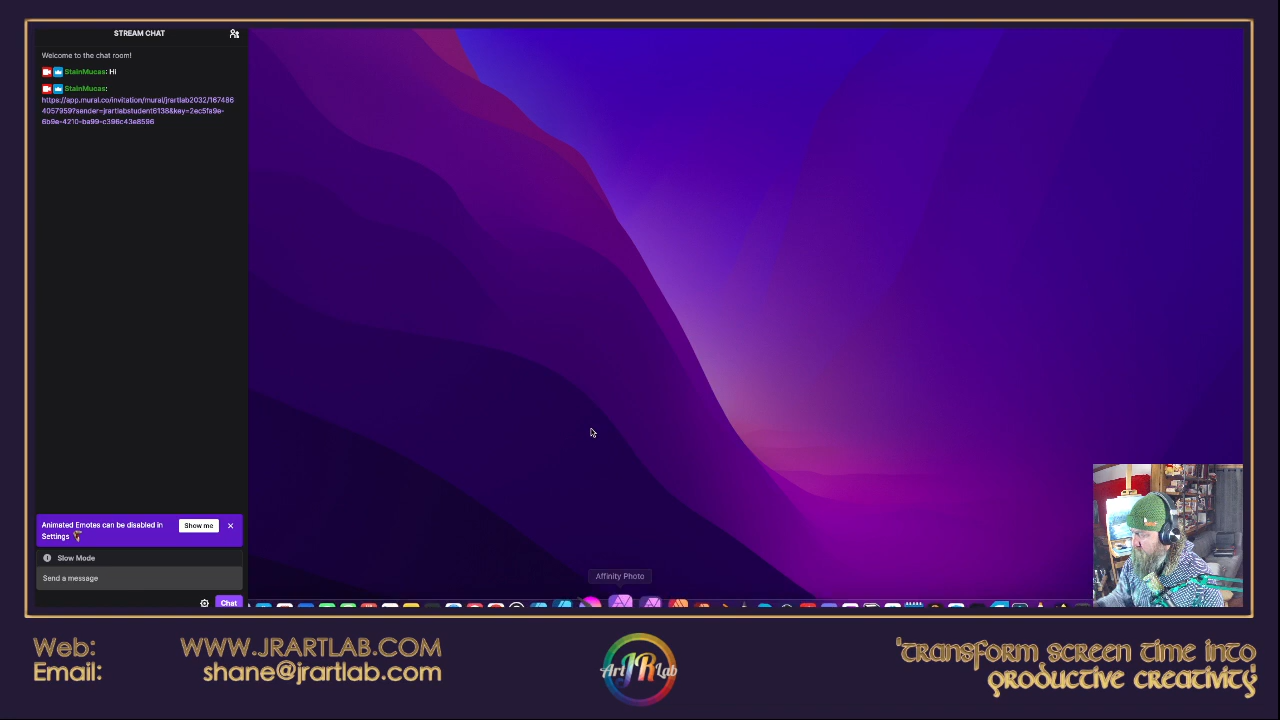 STREAM CHAT
Welcome to the chat room!
StainMucas: Hi
StainMucas:
https://app.mural.co/invitation/mural/jrartlab2032/167486
4057959?sender=jrartlabstudent6138&key=2ec5fa9e-
6b9e-4210-ba99-c396c43e8596
Animated Emotes can be disabled in
Settings
Show me
Slow Mode
Send a message
Chat
Affinity Photo
Web: WWW.JRARTLAB.COM
Email: shane@jrartlab.com
Art JR Lab
'Transform screen time into
productive creativity'